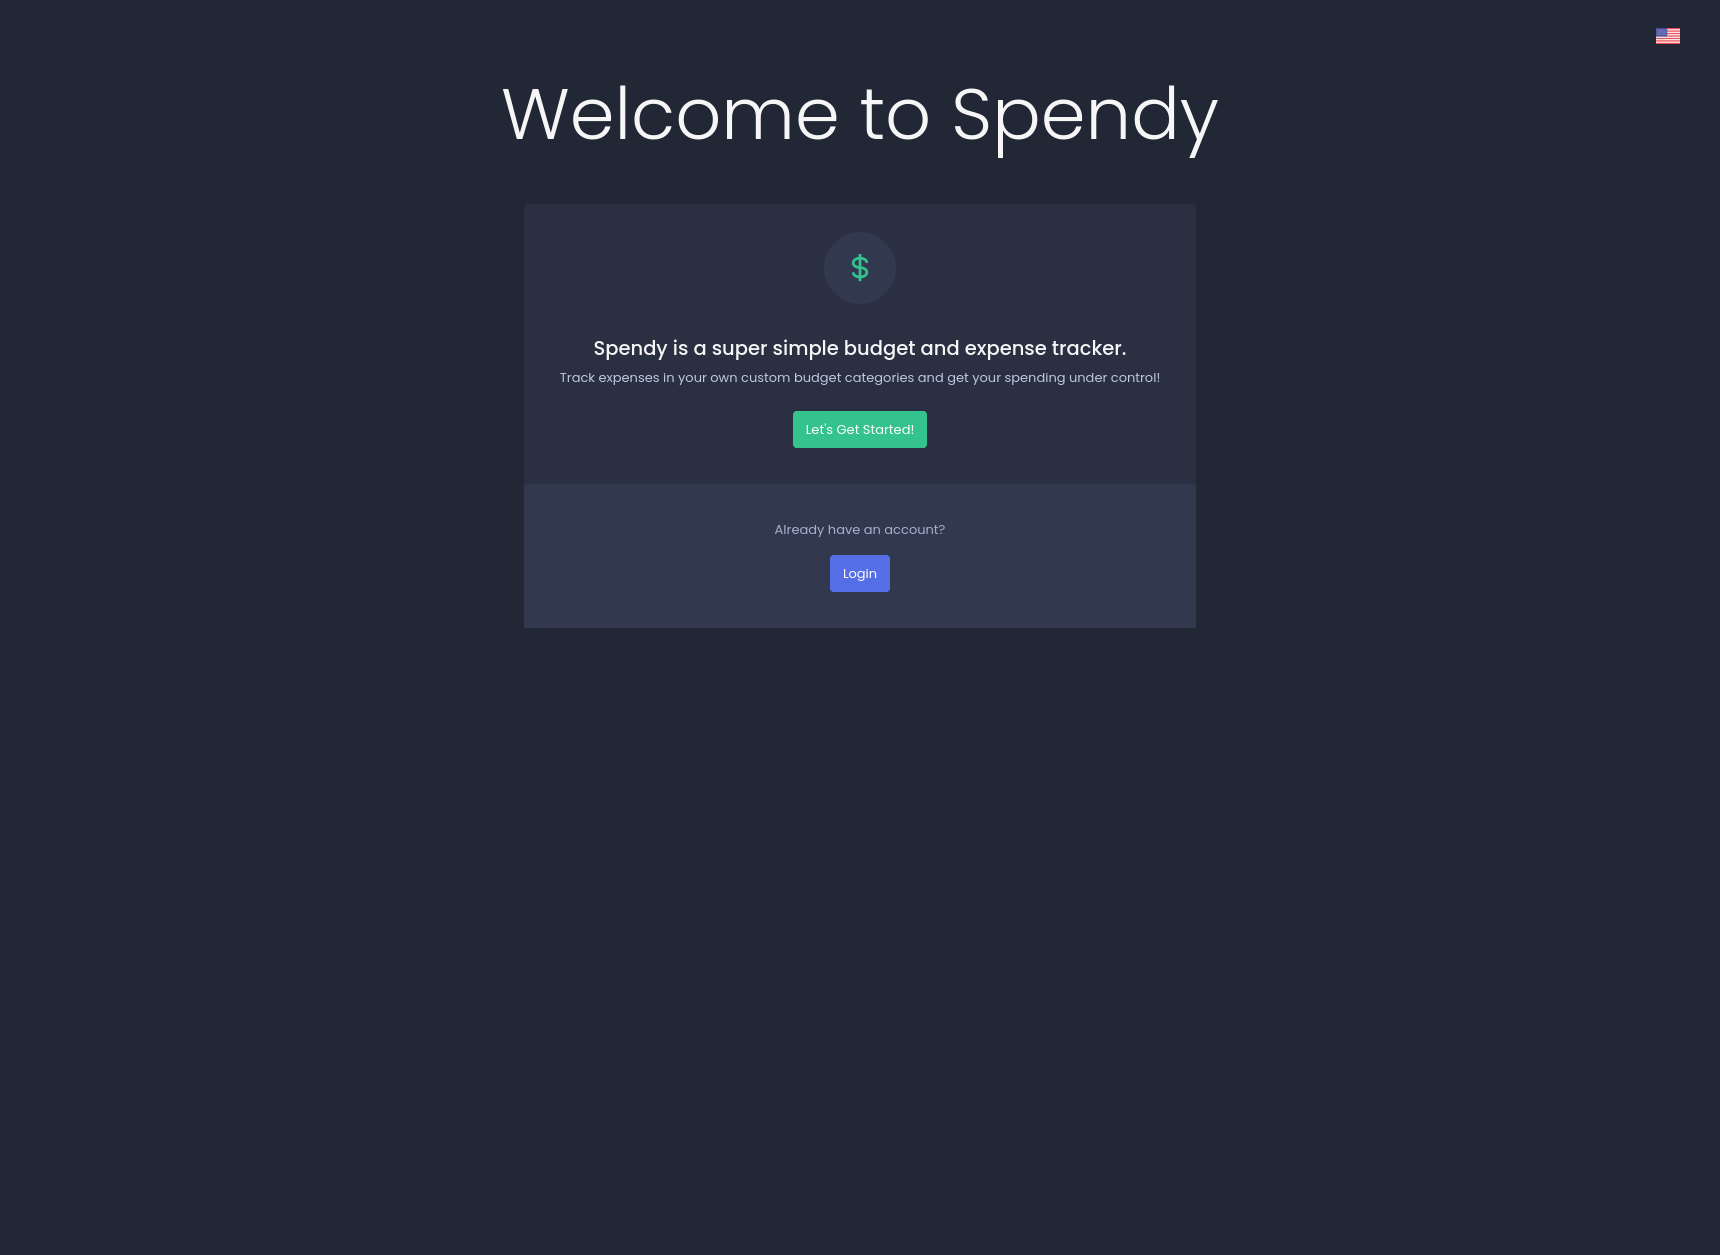 Welcome to Spendy
$
Spendy is a super simple budget and expense tracker.
Track expenses in your own custom budget categories and get your spending under control!
Let's Get Started!
Already have an account?
Login